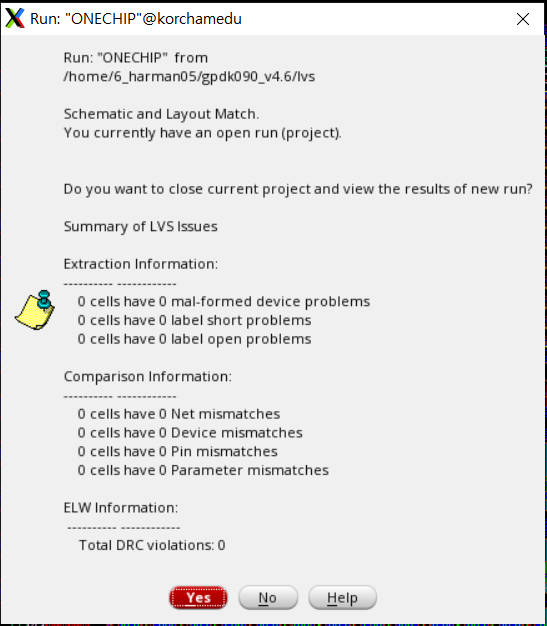 Run: "ONECHIP"@korchamedu
Run: "ONECHIP" from
/home/6_harman05/gpdk090_v4.6/lvs
Schematic and Layout Match.
You currently have an open run (project).
Do you want to close current project and view the results of new run?
Summary of LVS Issues
Extraction Information:
---------- ------------
0 cells have 0 mal-formed device problems
0 cells have 0 label short problems
0 cells have 0 label open problems
Comparison Information:
---------- ------------
0 cells have 0 Net mismatches
0 cells have 0 Device mismatches
0 cells have 0 Pin mismatches
0 cells have 0 Parameter mismatches
ELW Information:
---------- ------------
Total DRC violations: 0
Yes No Help